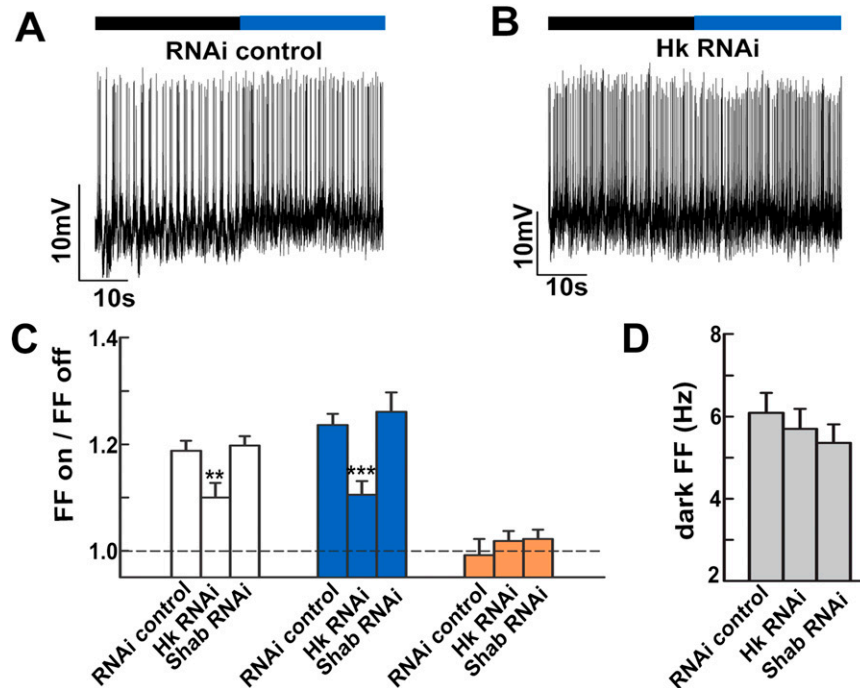 A
RNAi control
10mV
10s
B
Hk RNAi
10mV
10s
C
FF on / FF off
1.4
1.2
1.0
**
***
RNAi control
Hk RNAi
Shab RNAi
RNAi control
Hk RNAi
Shab RNAi
RNAi control
Hk RNAi
Shab RNAi
D
dark FF (Hz)
8
6
4
2
RNAi control
Hk RNAi
Shab RNAi